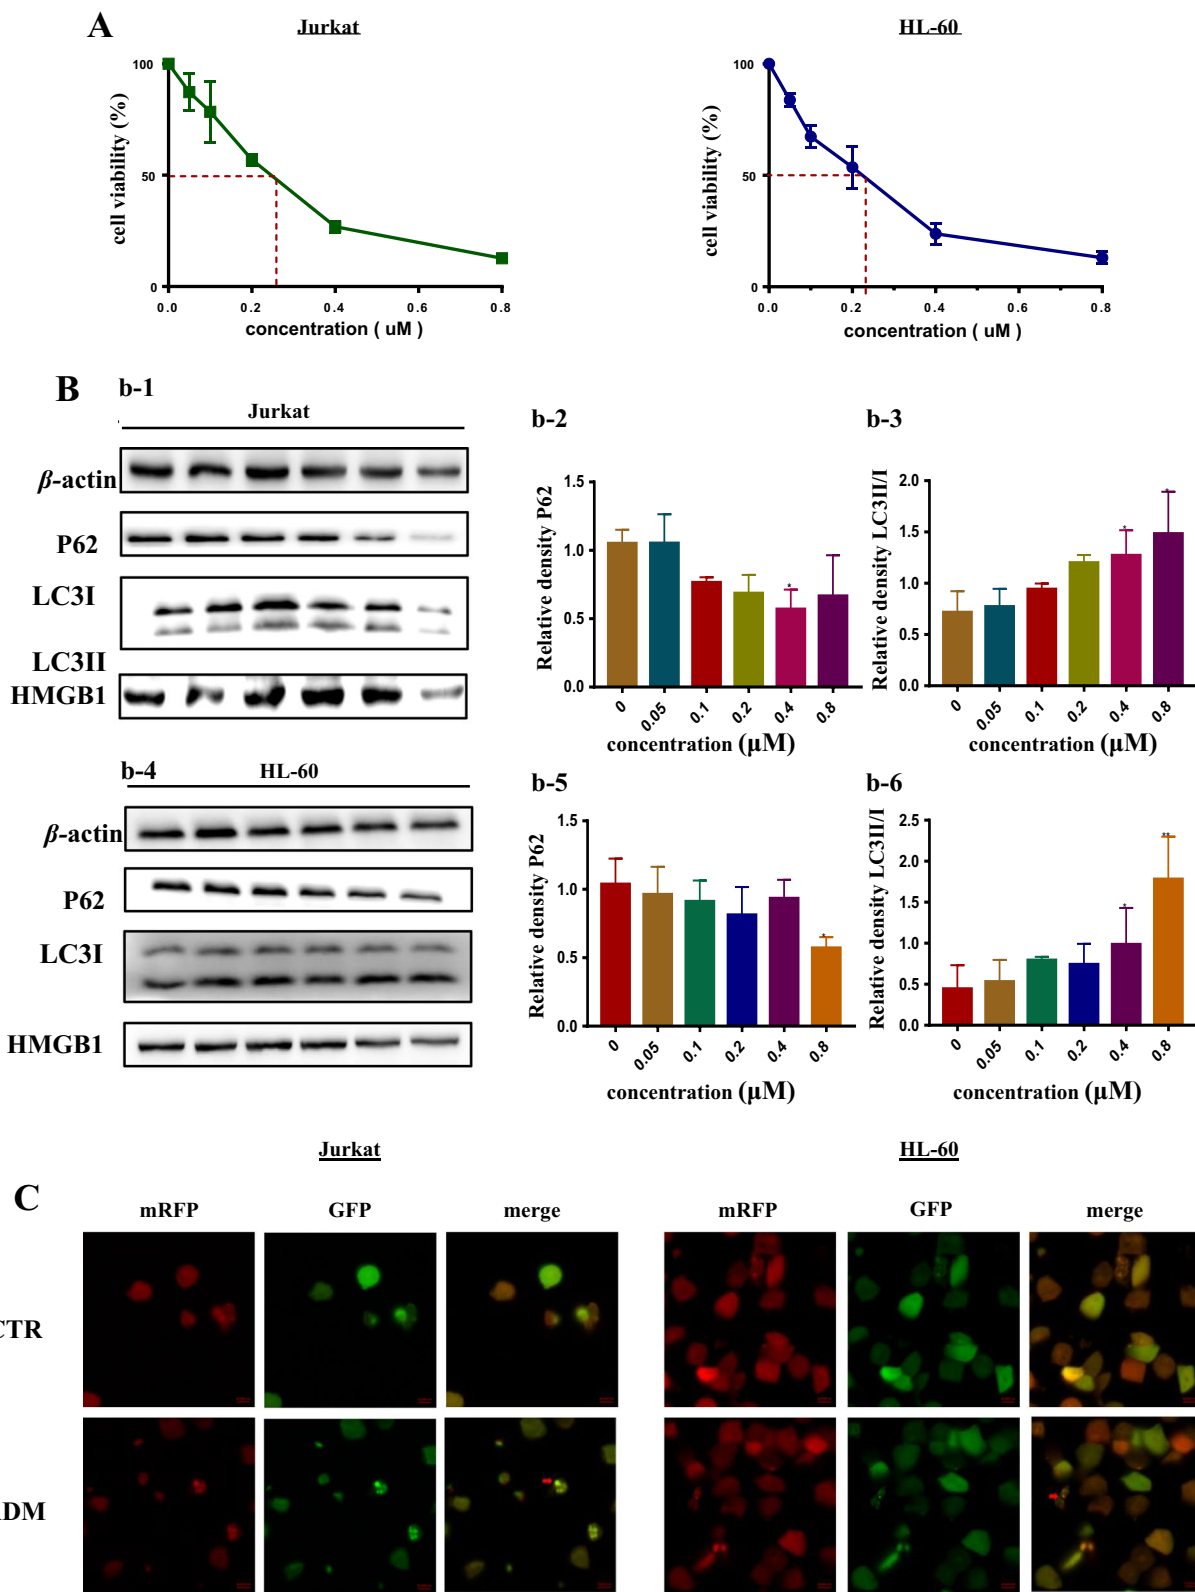 A
Jurkat
HL-60
cell viability (%)
100
50
0
0.0 0.2 0.4 0.6 0.8
concentration ( uM )
cell viability (%)
100
50
0
0.0 0.2 0.4 0.6 0.8
concentration ( uM )
B
b-1
Jurkat
β-actin
P62
LC3I
LC3II
HMGB1
b-2
Relative density P62
1.5
1.0
0.5
0.0
*
0 0.05 0.1 0.2 0.4 0.8
concentration (μM)
b-3
Relative density LC3II/I
2.0
1.5
1.0
0.5
0.0
* *
0 0.05 0.1 0.2 0.4 0.8
concentration (μM)
b-4
HL-60
β-actin
P62
LC3I
HMGB1
b-5
Relative density P62
1.5
1.0
0.5
0.0
*
0 0.05 0.1 0.2 0.4 0.8
concentration (μM)
b-6
Relative density LC3II/I
2.5
2.0
1.5
1.0
0.5
0.0
* **
0 0.05 0.1 0.2 0.4 0.8
concentration (μM)
Jurkat
HL-60
C
mRFP GFP merge
mRFP GFP merge
CTR
DM